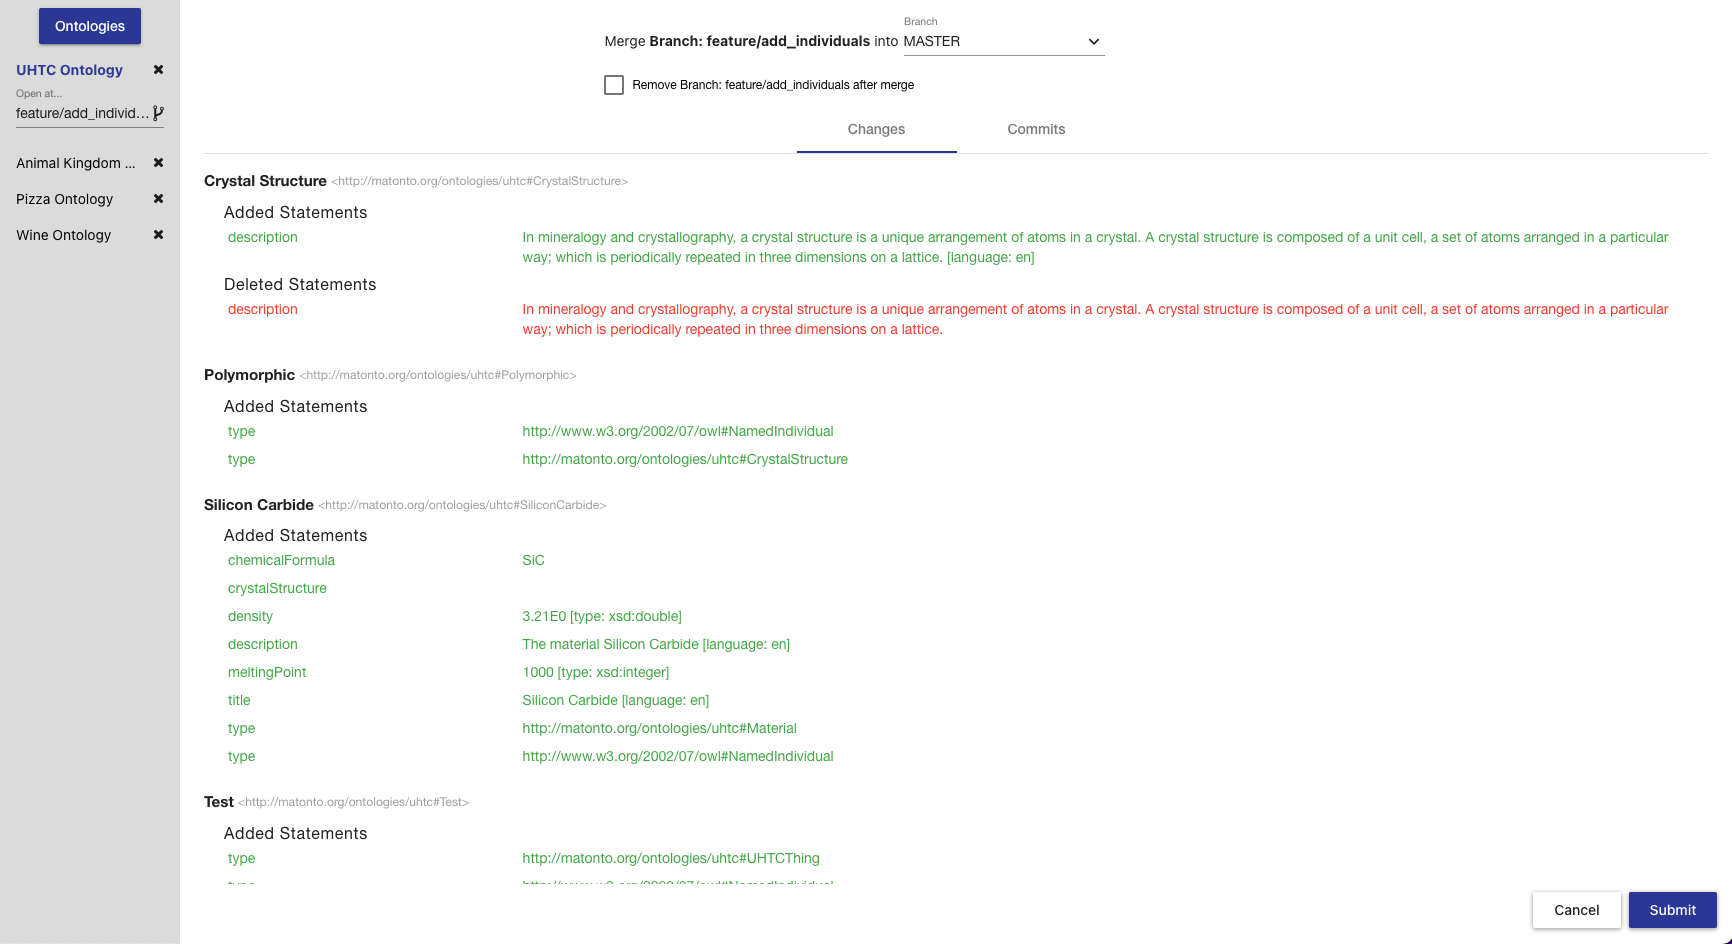 Ontologies
UHTC Ontology
Open at...
feature/add_individ...
Animal Kingdom ...
Pizza Ontology
Wine Ontology
Branch
Merge Branch: feature/add_individuals into MASTER
Remove Branch: feature/add_individuals after merge
Changes Commits
Crystal Structure <http://matonto.org/ontologies/uhtc#CrystalStructure>
Added Statements
description In mineralogy and crystallography, a crystal structure is a unique arrangement of atoms in a crystal. A crystal structure is composed of a unit cell, a set of atoms arranged in a particular
way; which is periodically repeated in three dimensions on a lattice. [language: en]
Deleted Statements
description In mineralogy and crystallography, a crystal structure is a unique arrangement of atoms in a crystal. A crystal structure is composed of a unit cell, a set of atoms arranged in a particular
way; which is periodically repeated in three dimensions on a lattice.
Polymorphic <http://matonto.org/ontologies/uhtc#Polymorphic>
Added Statements
type http://www.w3.org/2002/07/owl#NamedIndividual
type http://matonto.org/ontologies/uhtc#CrystalStructure
Silicon Carbide <http://matonto.org/ontologies/uhtc#SiliconCarbide>
Added Statements
chemicalFormula SiC
crystalStructure
density 3.21E0 [type: xsd:double]
description The material Silicon Carbide [language: en]
meltingPoint 1000 [type: xsd:integer]
title Silicon Carbide [language: en]
type http://matonto.org/ontologies/uhtc#Material
type http://www.w3.org/2002/07/owl#NamedIndividual
Test <http://matonto.org/ontologies/uhtc#Test>
Added Statements
type http://matonto.org/ontologies/uhtc#UHTCThing
type http://www.w3.org/2002/07/owl#NamedIndividual
Cancel Submit